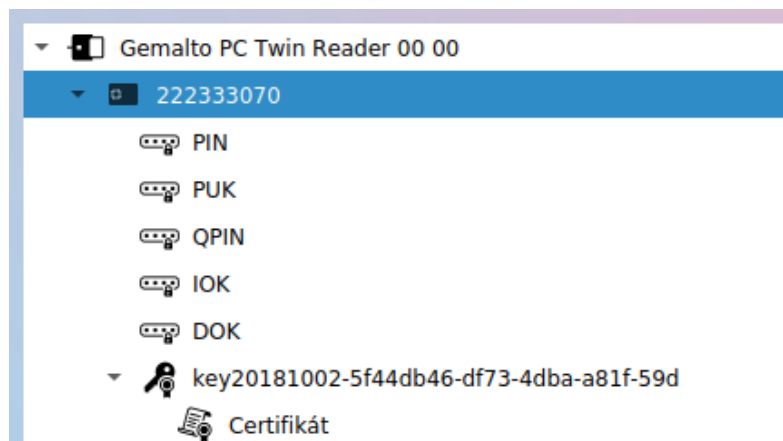 Gemalto PC Twin Reader 00 00
222333070
PIN
PUK
QPIN
IOK
DOK
key20181002-5f44db46-df73-4dba-a81f-59d
Certifikát